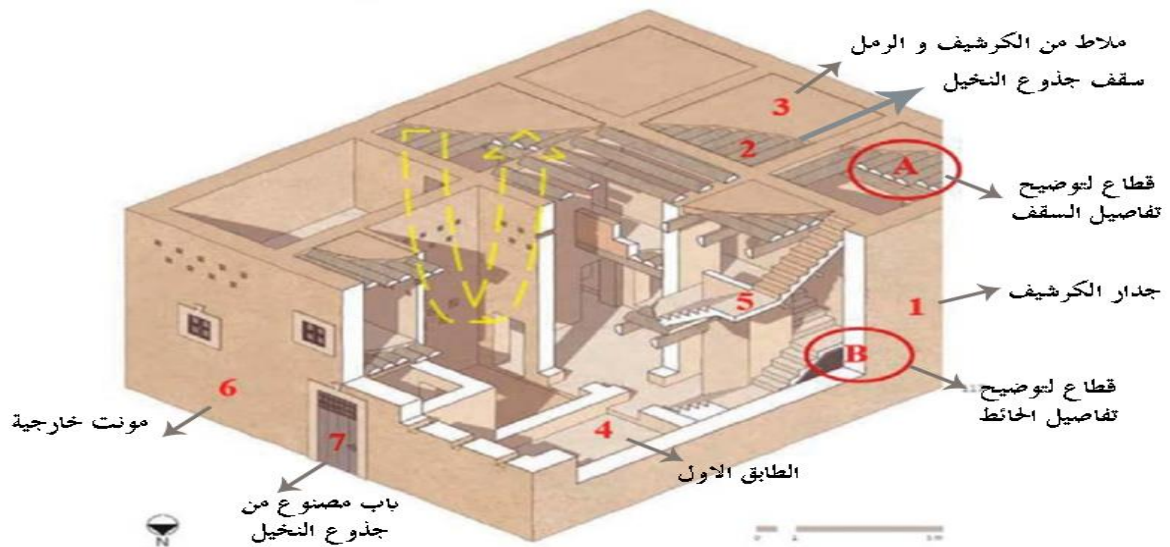 ملاط من الكرشيف و الرمل
سقف جذوع النخيل
3
2
A
قطاع لتوضيح
تفاصيل السقف
5
1
جدار الكرشيف
B
قطاع لتوضيح
تفاصيل الحائط
6
مونت خارجية
7
4
الطابق الاول
باب مصنوع من
جذوع النخيل
N